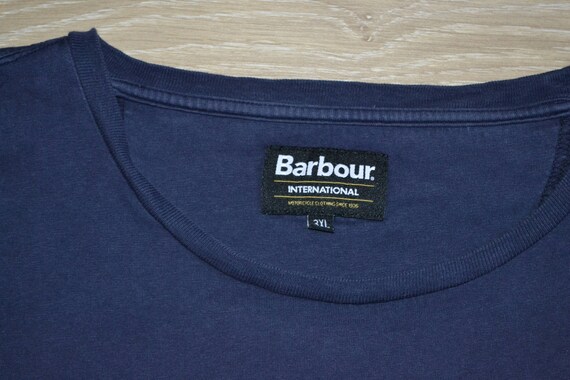 Barbour.
INTERNATIONAL
MOTORCYCLE CLOTHING SINCE 1936
3XL